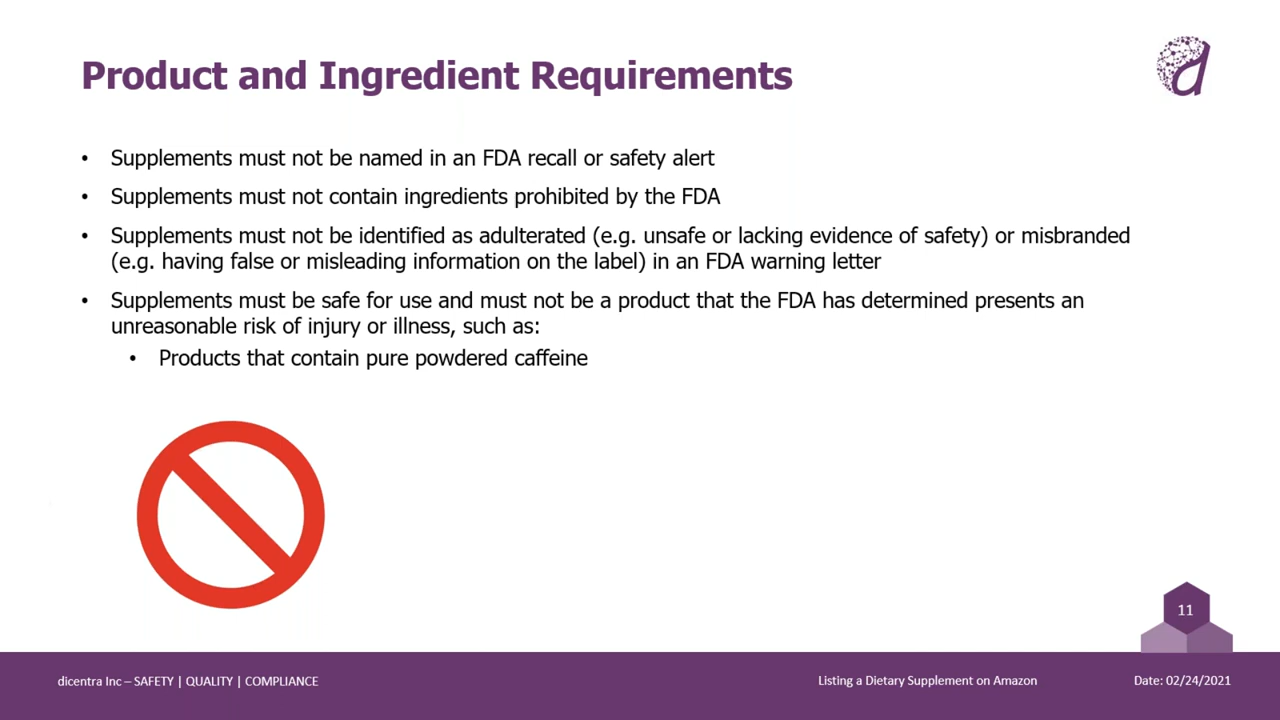 Product and Ingredient Requirements
• Supplements must not be named in an FDA recall or safety alert
• Supplements must not contain ingredients prohibited by the FDA
• Supplements must not be identified as adulterated (e.g. unsafe or lacking evidence of safety) or misbranded
(e.g. having false or misleading information on the label) in an FDA warning letter
• Supplements must be safe for use and must not be a product that the FDA has determined presents an
unreasonable risk of injury or illness, such as:
• Products that contain pure powdered caffeine
11
dicentra Inc – SAFETY | QUALITY | COMPLIANCE
Listing a Dietary Supplement on Amazon
Date: 02/24/2021